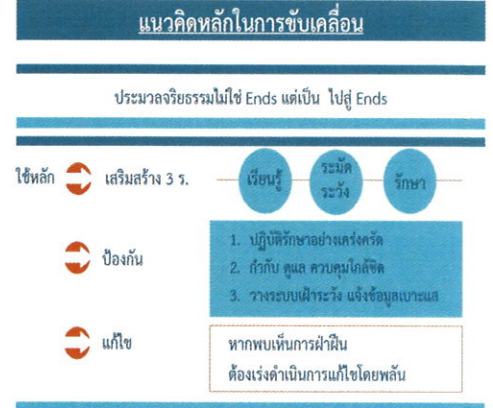 แนวคิดหลักในการขับเคลื่อน
ประมวลจริยธรรมไม่ใช่ Ends แต่เป็น ไปสู่ Ends
ใช้หลัก เสริมสร้าง 3 ร. เรียนรู้ ระมัดระวัง รักษา
ป้องกัน
1. ปฏิบัติรักษาอย่างเคร่งครัด
2. กำกับ ดูแล ควบคุมใกล้ชิด
3. วางระบบเฝ้าระวัง แจ้งข้อมูลเบาะแส
แก้ไข
หากพบเห็นการฝ่าฝืน
ต้องเร่งดำเนินการแก้ไขโดยพลัน